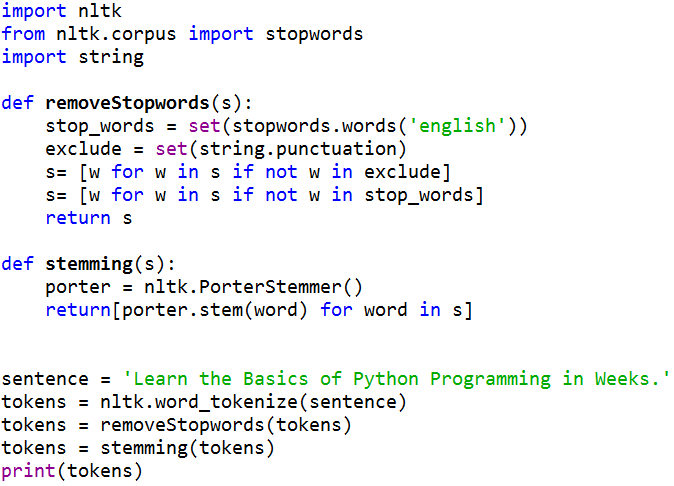 import nltk
from nltk.corpus import stopwords
import string

def removeStopwords(s):
    stop_words = set(stopwords.words('english'))
    exclude = set(string.punctuation)
    s= [w for w in s if not w in exclude]
    s= [w for w in s if not w in stop_words]
    return s

def stemming(s):
    porter = nltk.PorterStemmer()
    return[porter.stem(word) for word in s]


sentence = 'Learn the Basics of Python Programming in Weeks.'
tokens = nltk.word_tokenize(sentence)
tokens = removeStopwords(tokens)
tokens = stemming(tokens)
print(tokens)